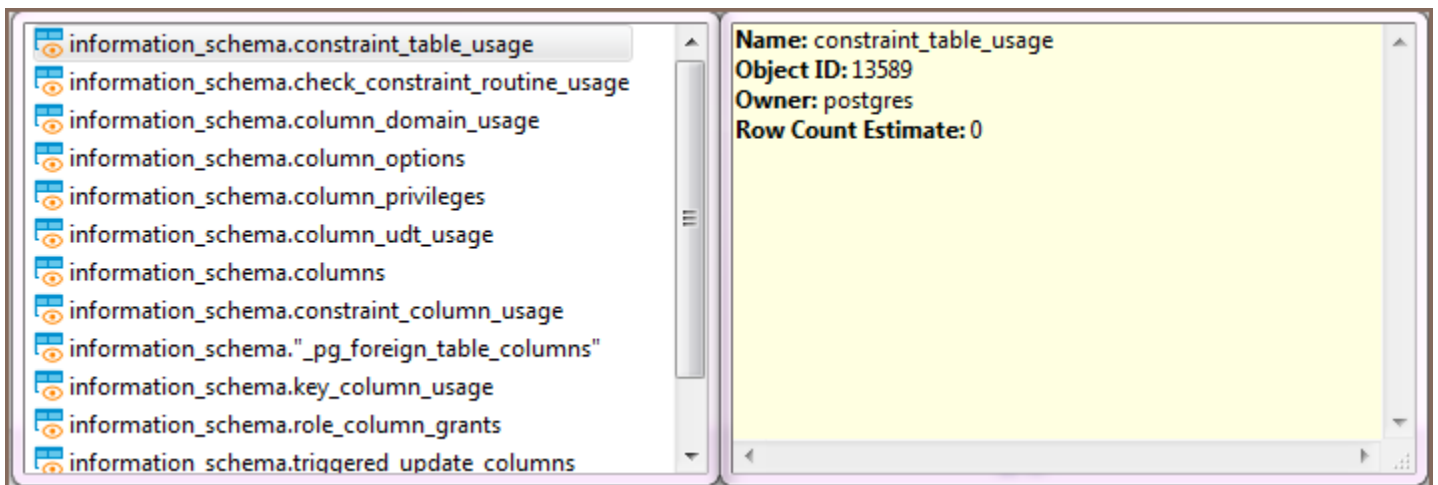 information_schema.constraint_table_usage
information_schema.check_constraint_routine_usage
information_schema.column_domain_usage
information_schema.column_options
information_schema.column_privileges
information_schema.column_udt_usage
information_schema.columns
information_schema.constraint_column_usage
information_schema."_pg_foreign_table_columns"
information_schema.key_column_usage
information_schema.role_column_grants
information_schema.triggered_update_columns
Name: constraint_table_usage
Object ID: 13589
Owner: postgres
Row Count Estimate: 0